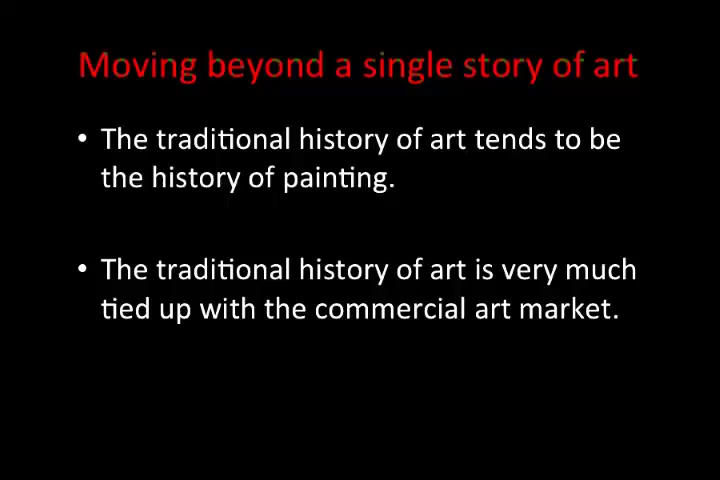 Moving beyond a single story of art
• The traditional history of art tends to be
the history of painting.
• The traditional history of art is very much
tied up with the commercial art market.